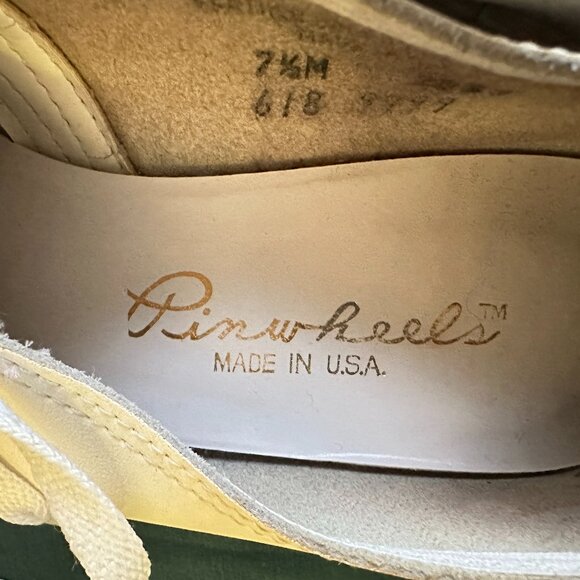 7½M
618
Pinwheels™
MADE IN U.S.A.